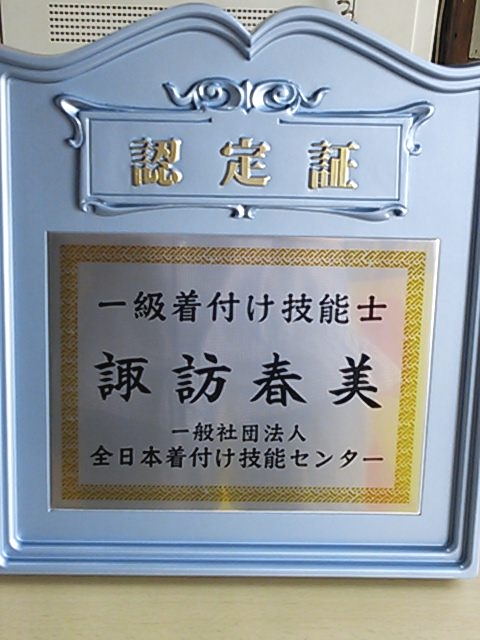 認定証
一級着付け技能士
諏訪春美
一般社団法人
全日本着付け技能センター